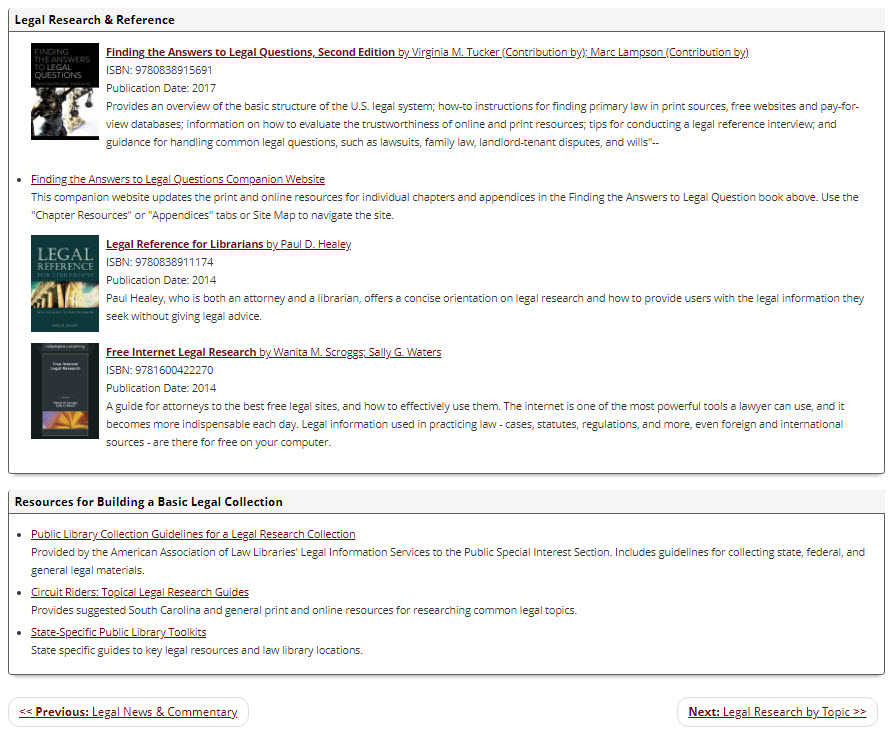 Legal Research & Reference
FINDING
THE ANSWERS
TO LEGAL
QUESTIONS
Finding the Answers to Legal Questions, Second Edition by Virginia M. Tucker (Contribution by); Marc Lampson (Contribution by)
ISBN: 9780838915691
Publication Date: 2017
Provides an overview of the basic structure of the U.S. legal system; how-to instructions for finding primary law in print sources, free websites and pay-for-
view databases; information on how to evaluate the trustworthiness of online and print resources; tips for conducting a legal reference interview; and
guidance for handling common legal questions, such as lawsuits, family law, landlord-tenant disputes, and wills"--
• Finding the Answers to Legal Questions Companion Website
This companion website updates the print and online resources for individual chapters and appendices in the Finding the Answers to Legal Question book above. Use the
"Chapter Resources" or "Appendices" tabs or Site Map to navigate the site.
LEGAL
REFERENCE
FOR LIBRARIANS
Legal Reference for Librarians by Paul D. Healey
ISBN: 9780838911174
Publication Date: 2014
Paul Healey, who is both an attorney and a librarian, offers a concise orientation on legal research and how to provide users with the legal information they
seek without giving legal advice.
Free Internet
Legal Research
Free Internet Legal Research by Wanita M. Scroggs; Sally G. Waters
ISBN: 9781600422270
Publication Date: 2014
A guide for attorneys to the best free legal sites, and how to effectively use them. The internet is one of the most powerful tools a lawyer can use, and it
becomes more indispensable each day. Legal information used in practicing law - cases, statutes, regulations, and more, even foreign and international
sources - are there for free on your computer.
Resources for Building a Basic Legal Collection
• Public Library Collection Guidelines for a Legal Research Collection
Provided by the American Association of Law Libraries' Legal Information Services to the Public Special Interest Section. Includes guidelines for collecting state, federal, and
general legal materials.
• Circuit Riders: Topical Legal Research Guides
Provides suggested South Carolina and general print and online resources for researching common legal topics.
• State-Specific Public Library Toolkits
State specific guides to key legal resources and law library locations.
<< Previous: Legal News & Commentary
Next: Legal Research by Topic >>